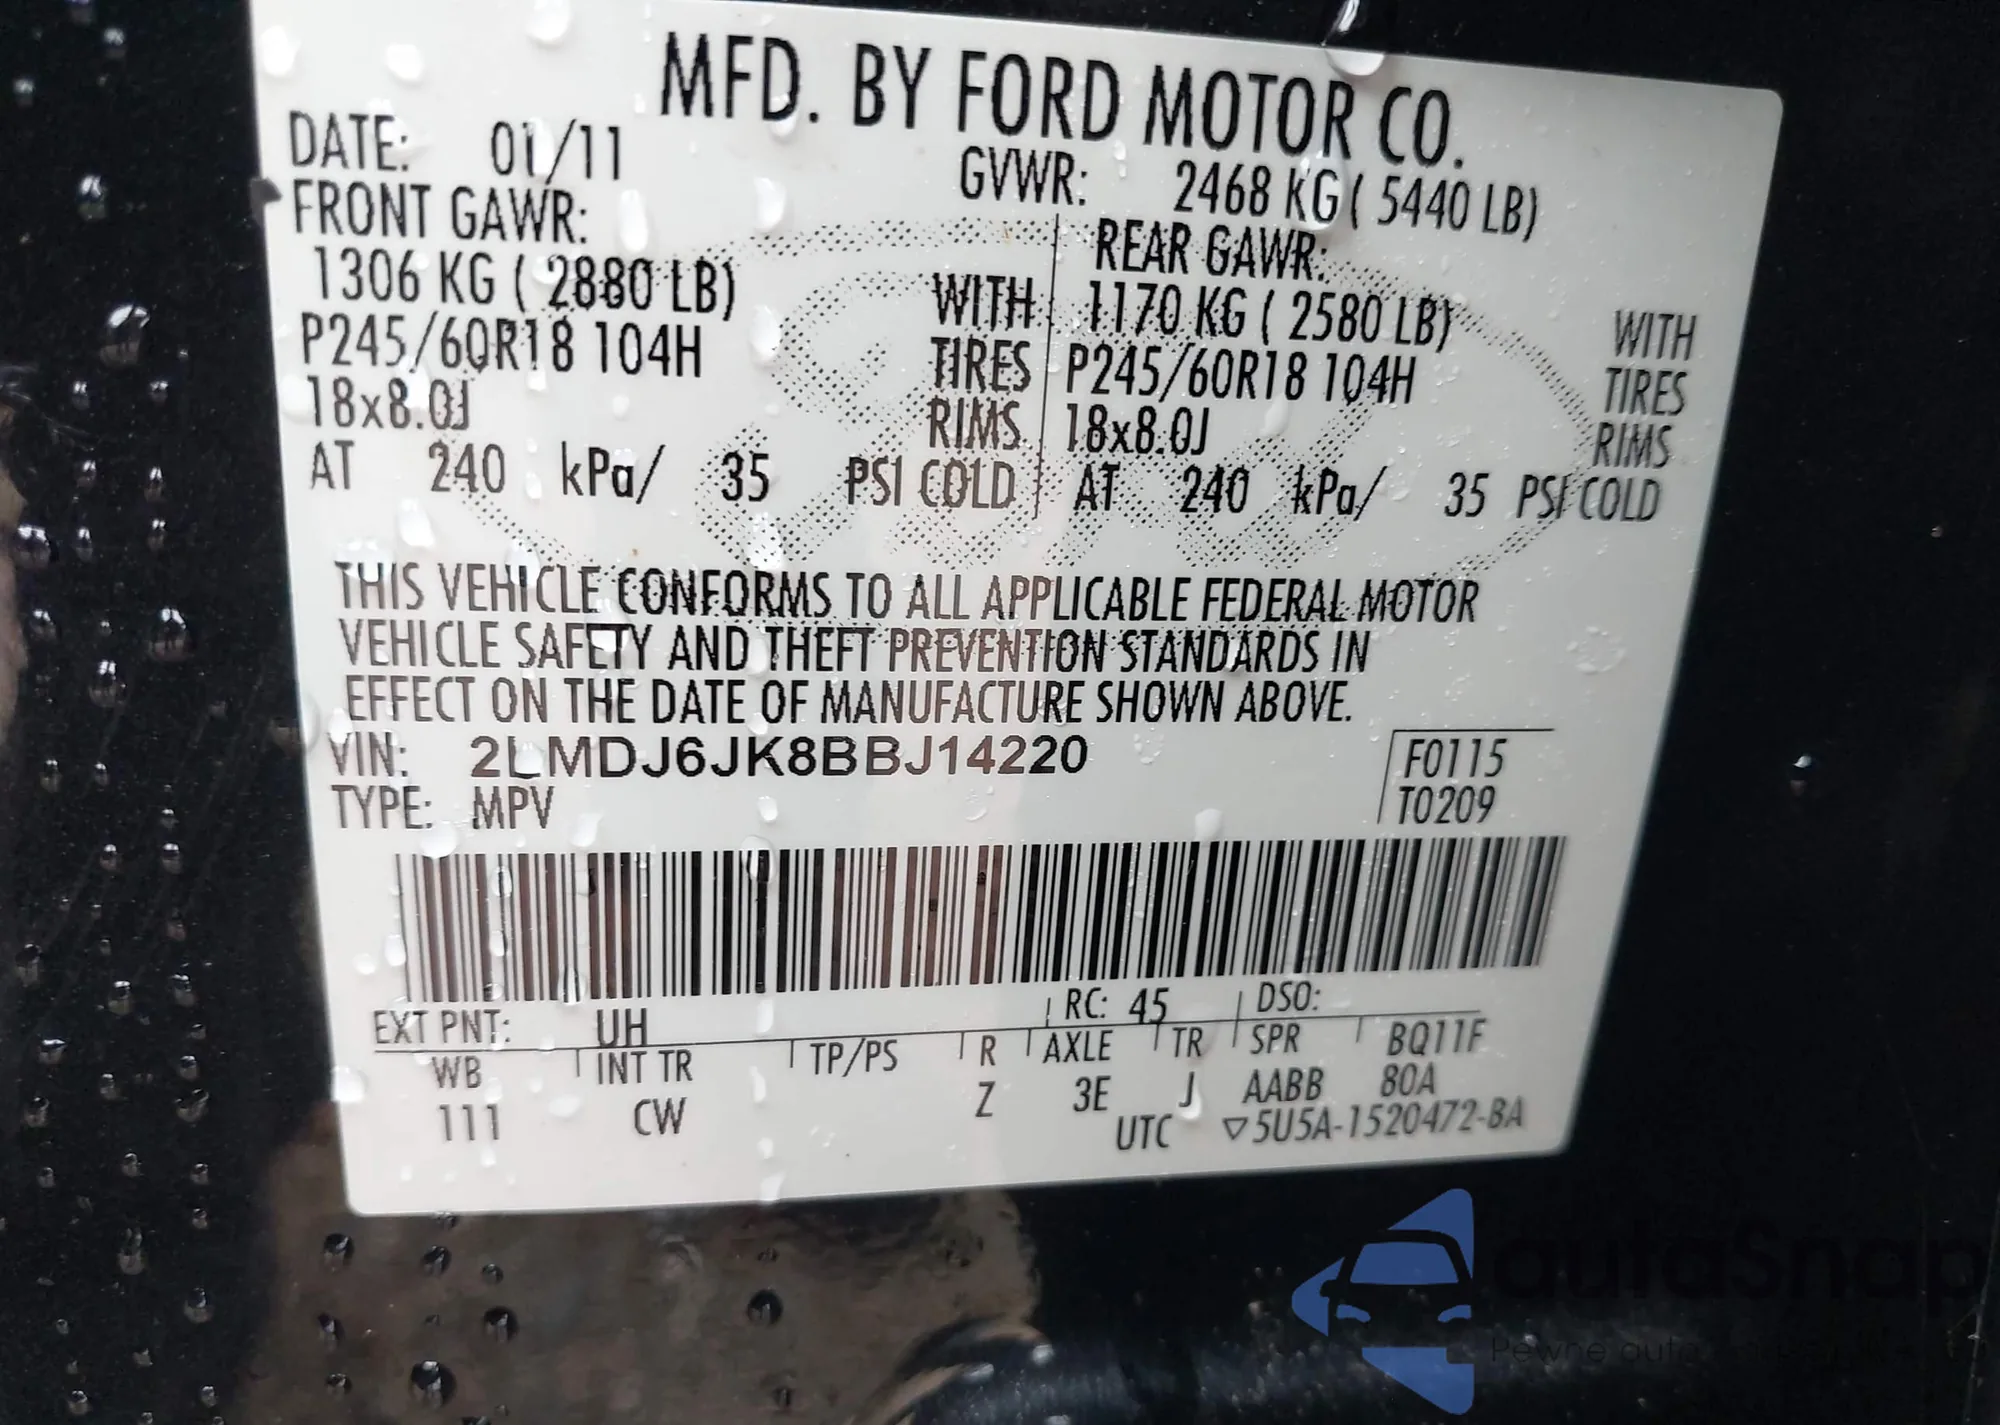 MFD. BY FORD MOTOR CO.
DATE: 01/11 GVWR: 2468 KG ( 5440 LB)
FRONT GAWR: REAR GAWR:
1306 KG ( 2880 LB) WITH 1170 KG ( 2580 LB) WITH
P245/60R18 104H TIRES P245/60R18 104H TIRES
18x8.0J RIMS 18x8.0J RIMS
AT 240 kPa/ 35 PSI COLD AT 240 kPa/ 35 PSI COLD
THIS VEHICLE CONFORMS TO ALL APPLICABLE FEDERAL MOTOR
VEHICLE SAFETY AND THEFT PREVENTION STANDARDS IN
EFFECT ON THE DATE OF MANUFACTURE SHOWN ABOVE.
VIN: 2LMDJ6JK8BBJ14220 F0115
TYPE: MPV T0209
EXT PNT: UH RC: 45 DSO:
WB INT TR TP/PS R AXLE TR SPR BQ11F
111 CW Z 3E J AABB 80A
UTC ▽5U5A-1520472-BA
autaSnap
Pewne auta